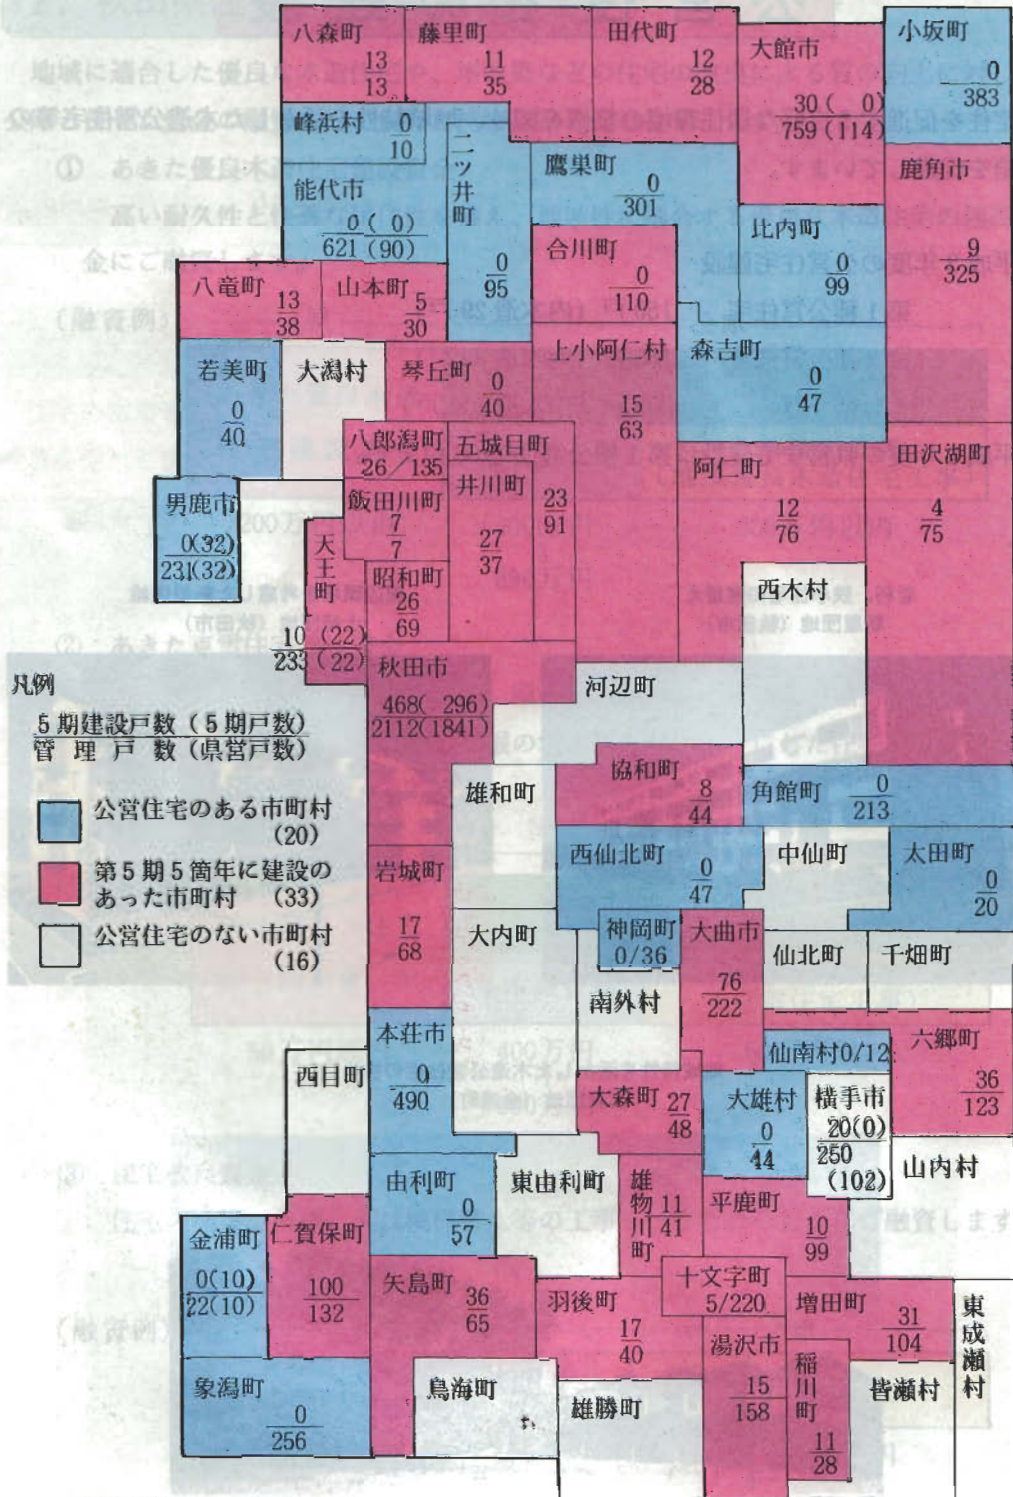 八森町
13
13
藤里町
11
35
田代町
12
28
大館市
30( 0)
759(114)
小坂町
0
383
峰浜村
0
10
二ツ井町
0
95
鷹巣町
0
301
鹿角市
9
325
能代市
0(0)
621(90)
合川町
0
110
比内町
0
99
八竜町
13
38
山本町
5
30
若美町
0
40
大潟村
琴丘町
0
40
上小阿仁村
15
63
森吉町
0
47
八郎潟町
26/135
五城目町
23
91
阿仁町
12
76
田沢湖町
4
75
男鹿市
0(32)
231(32)
飯田川町
7
7
井川町
27
37
天王町
10(22)
233(22)
昭和町
26
69
西木村
秋田市
468( 296)
2112(1841)
河辺町
凡例
5期建設戸数(5期戸数)
管理戸数(県営戸数)
公営住宅のある市町村
(20)
第5期5箇年に建設の
あった市町村 (33)
公営住宅のない市町村
(16)
雄和町
協和町
8
44
角館町
0
213
岩城町
17
68
西仙北町
0
47
中仙町
太田町
0
20
大内町
神岡町
0/36
大曲市
76
222
仙北町
千畑町
南外村
本荘市
0
490
西目町
仙南村0/12
六郷町
36
123
大森町
27
48
大雄村
0
44
横手市
20(0)
250
(102)
山内村
由利町
0
57
東由利町
雄物川町
11
41
平鹿町
10
99
金浦町
0(10)
22(10)
仁賀保町
100
132
矢島町
36
65
羽後町
17
40
十文字町
5/220
増田町
31
104
東成瀬村
象潟町
0
256
鳥海町
雄勝町
湯沢市
15
158
稲川町
11
28
皆瀬村